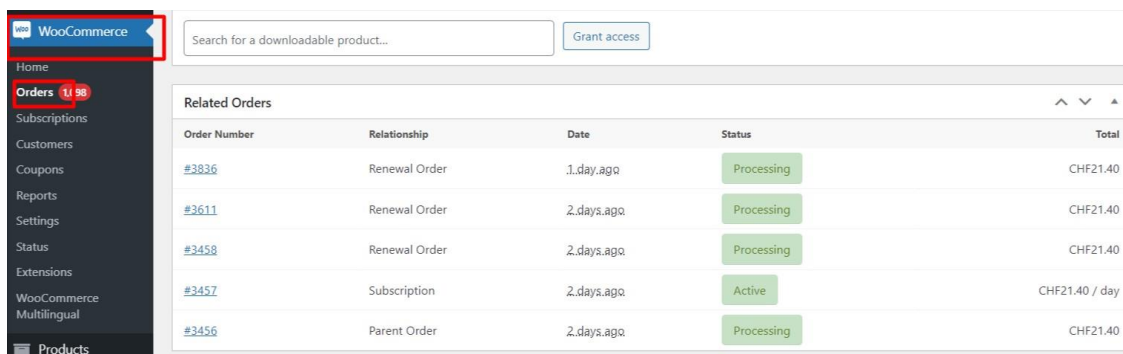 Woo WooCommerce
Home
Orders 1,098
Subscriptions
Customers
Coupons
Reports
Settings
Status
Extensions
WooCommerce
Multilingual
Products
Search for a downloadable product... Grant access
Related Orders
Order Number Relationship Date Status Total
#3836 Renewal Order 1 day ago Processing CHF21.40
#3611 Renewal Order 2 days ago Processing CHF21.40
#3458 Renewal Order 2 days ago Processing CHF21.40
#3457 Subscription 2 days ago Active CHF21.40 / day
#3456 Parent Order 2 days ago Processing CHF21.40